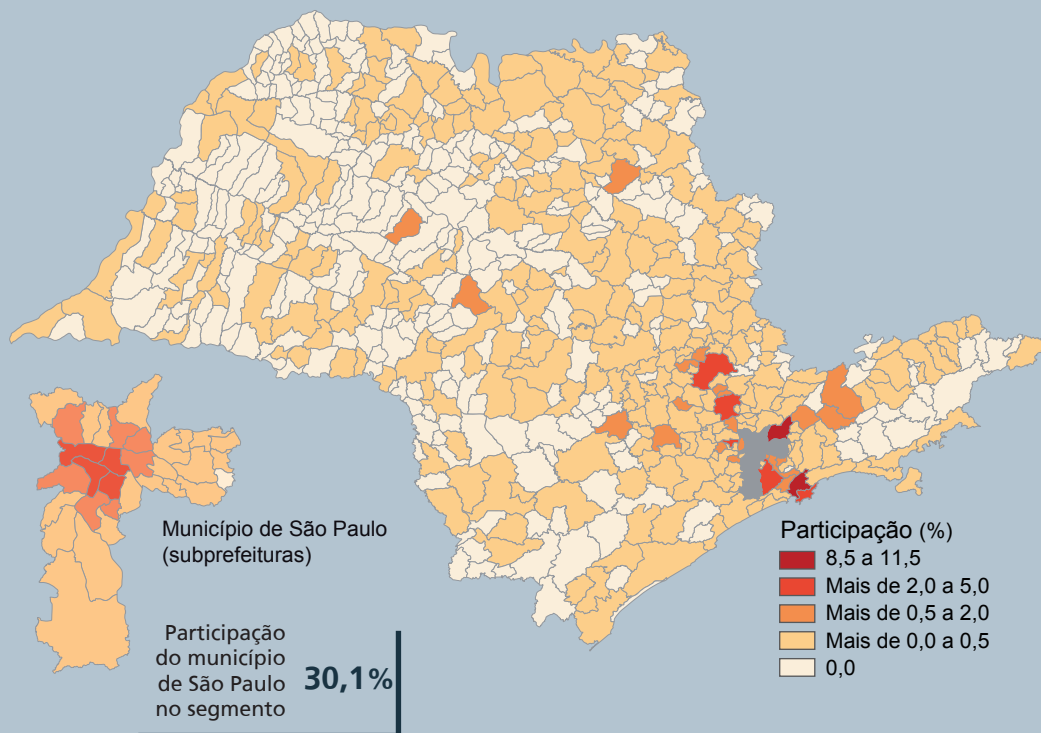 Município de São Paulo
(subprefeituras)
Participação
do município
de São Paulo
no segmento
30,1%
Participação (%)
8,5 a 11,5
Mais de 2,0 a 5,0
Mais de 0,5 a 2,0
Mais de 0,0 a 0,5
0,0